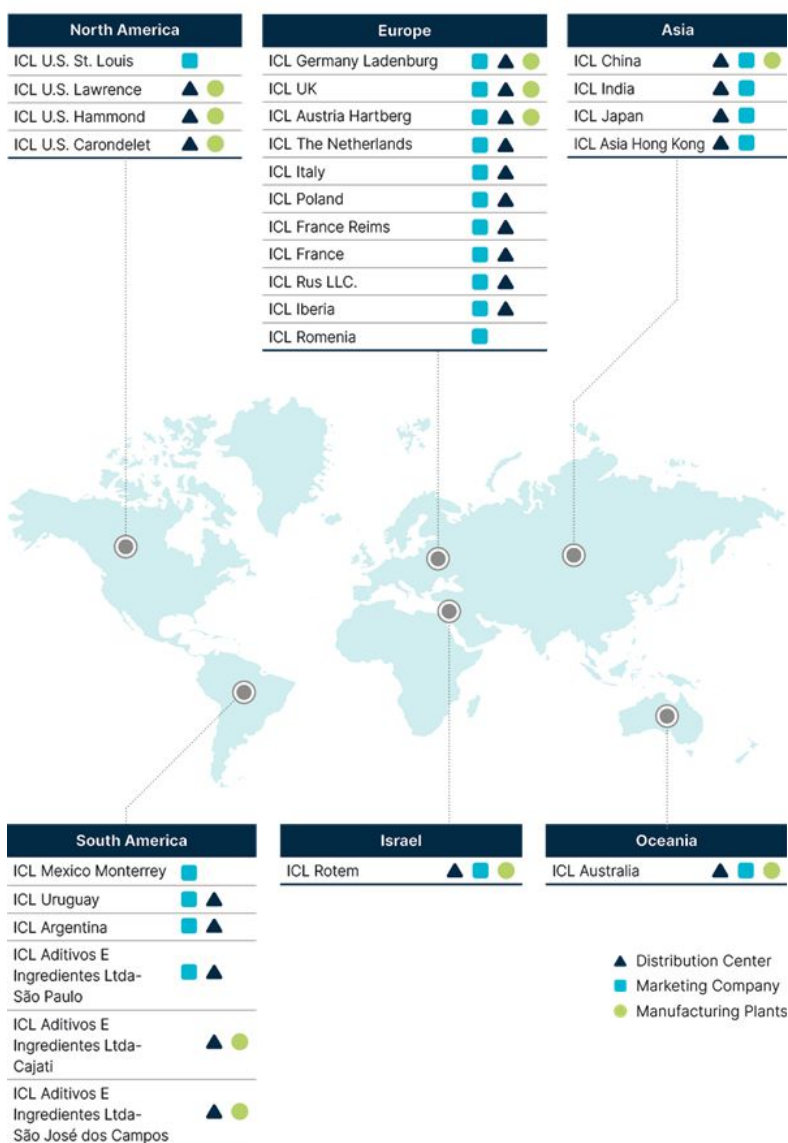 North America
ICL U.S. St. Louis
ICL U.S. Lawrence
ICL U.S. Hammond
ICL U.S. Carondelet
Europe
ICL Germany Ladenburg
ICL UK
ICL Austria Hartberg
ICL The Netherlands
ICL Italy
ICL Poland
ICL France Reims
ICL France
ICL Rus LLC.
ICL Iberia
ICL Romenia
Asia
ICL China
ICL India
ICL Japan
ICL Asia Hong Kong
South America
ICL Mexico Monterrey
ICL Uruguay
ICL Argentina
ICL Aditivos E
Ingredientes Ltda-
São Paulo
ICL Aditivos E
Ingredientes Ltda-
Cajati
ICL Aditivos E
Ingredientes Ltda-
São José dos Campos
Israel
ICL Rotem
Oceania
ICL Australia
Distribution Center
Marketing Company
Manufacturing Plants